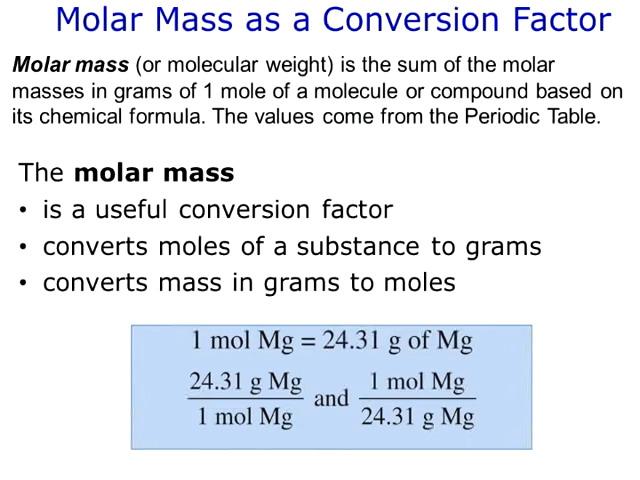 Molar Mass as a Conversion Factor
Molar mass (or molecular weight) is the sum of the molar
masses in grams of 1 mole of a molecule or compound based on
its chemical formula. The values come from the Periodic Table.
The molar mass
• is a useful conversion factor
• converts moles of a substance to grams
• converts mass in grams to moles
1 mol Mg = 24.31 g of Mg
24.31 g Mg
1 mol Mg
and
1 mol Mg
24.31 g Mg